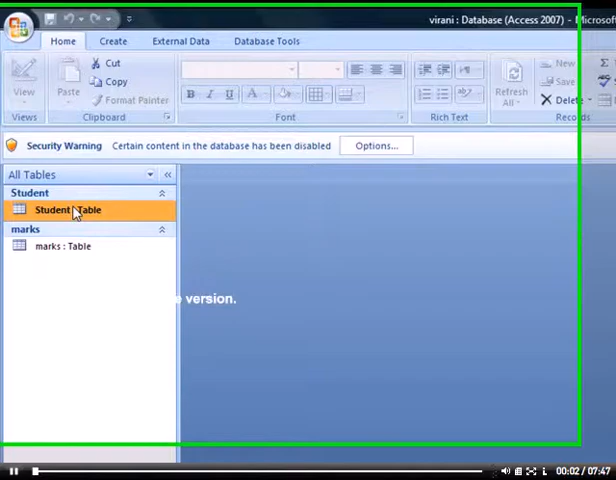 virani : Database (Access 2007) - Microsof
Home Create External Data Database Tools
View
Views
Paste
Cut
Copy
Format Painter
Clipboard
B I U A
Font
Rich Text
Refresh
All
New
Save
Delete
Records
Security Warning Certain content in the database has been disabled Options...
All Tables
Student
Student : Table
marks
marks : Table
e version.
00:02 / 07:47